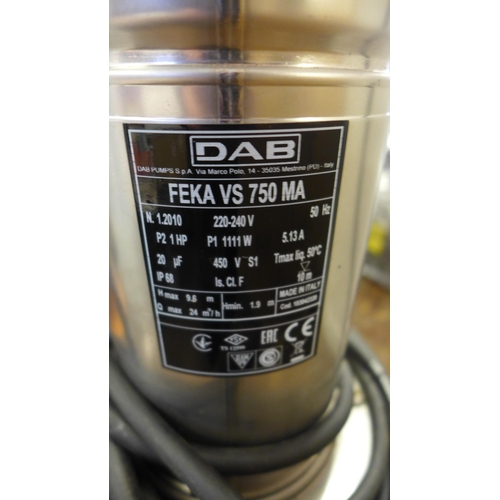 DAB
DAB PUMPS S.p.A. Via Marco Polo, 14 - 35035 Mestrino (PD) - Italy
FEKA VS 750 MA
N. 1.2010 220-240 V 50 Hz
P2 1 HP P1 1111 W 5.13 A
20 µF 450 V S1 Tmax liq. 50°C
IP 68 Is. Cl. F 10 m
H max 9.6 m Hmin. 1.9 m MADE IN ITALY
Q max 24 m³/h Cod.
EAC CE